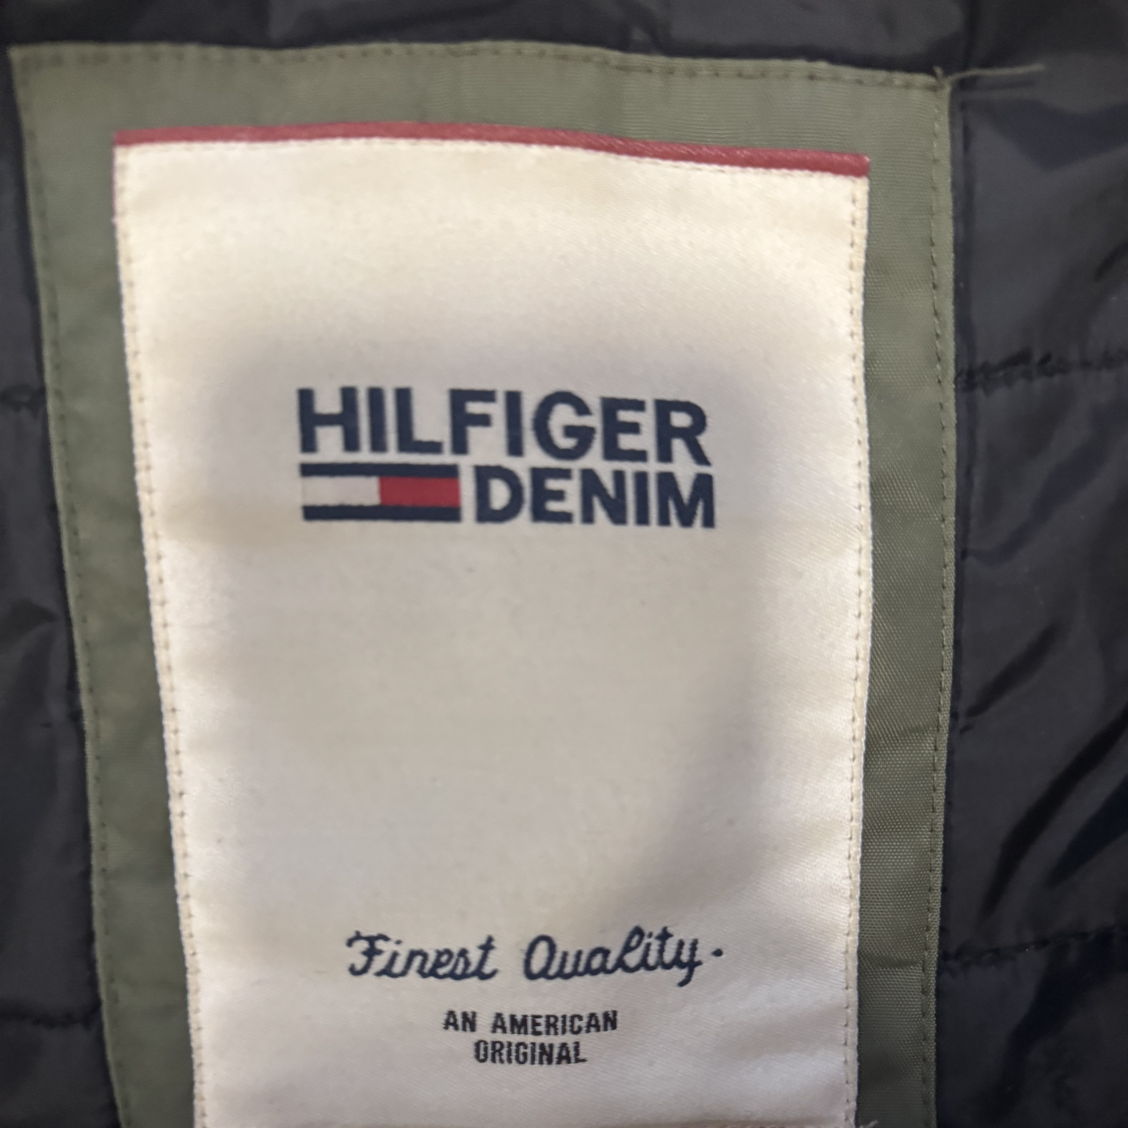 HILFIGER
DENIM
Finest Quality.
AN AMERICAN
ORIGINAL